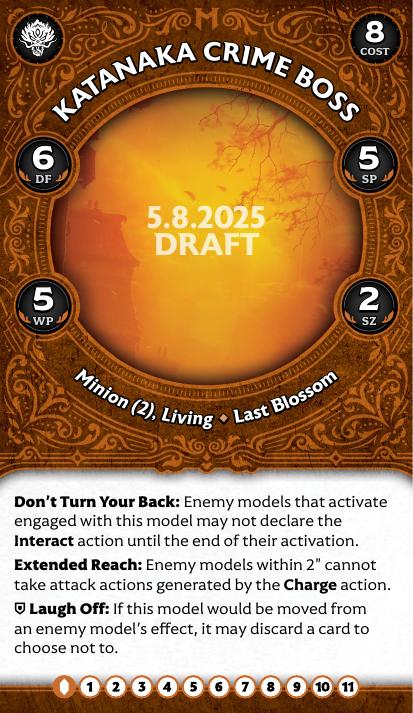 M
8
COST
KATANAKA CRIME BOSS
6
DF
5
SP
5.8.2025
DRAFT
5
WP
2
SZ
Minion (2), Living • Last Blossom
Don't Turn Your Back: Enemy models that activate
engaged with this model may not declare the
Interact action until the end of their activation.
Extended Reach: Enemy models within 2" cannot
take attack actions generated by the Charge action.
Laugh Off: If this model would be moved from
an enemy model's effect, it may discard a card to
choose not to.
1 2 3 4 5 6 7 8 9 10 11